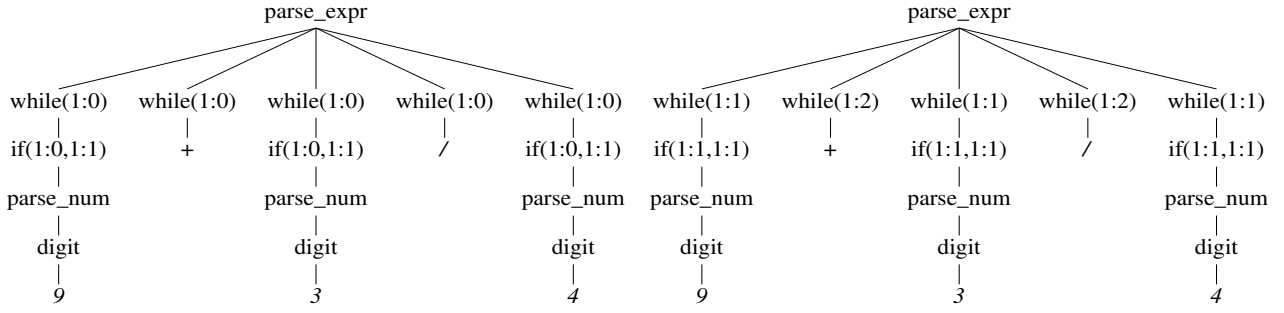 parse_expr parse_expr
while(1:0) while(1:0) while(1:0) while(1:0) while(1:0) while(1:1) while(1:2) while(1:1) while(1:2) while(1:1)
if(1:0,1:1) + if(1:0,1:1) / if(1:0,1:1) if(1:1,1:1) + if(1:1,1:1) / if(1:1,1:1)
parse_num parse_num parse_num parse_num parse_num parse_num
digit digit digit digit digit digit
9 3 4 9 3 4